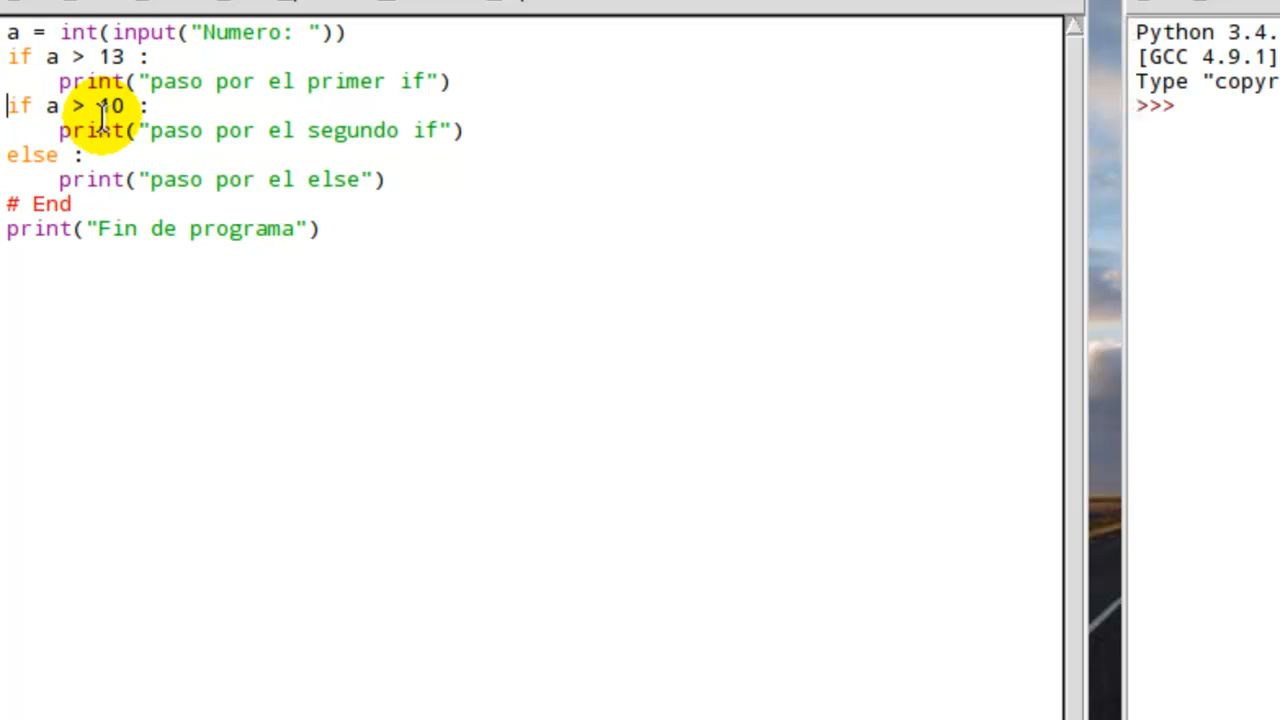 a = int(input("Numero: "))
if a > 13 :
    print("paso por el primer if")
if a > 10 :
    print("paso por el segundo if")
else :
    print("paso por el else")
# End
print("Fin de programa")
Python 3.4.
[GCC 4.9.1]
Type "copyr
>>>